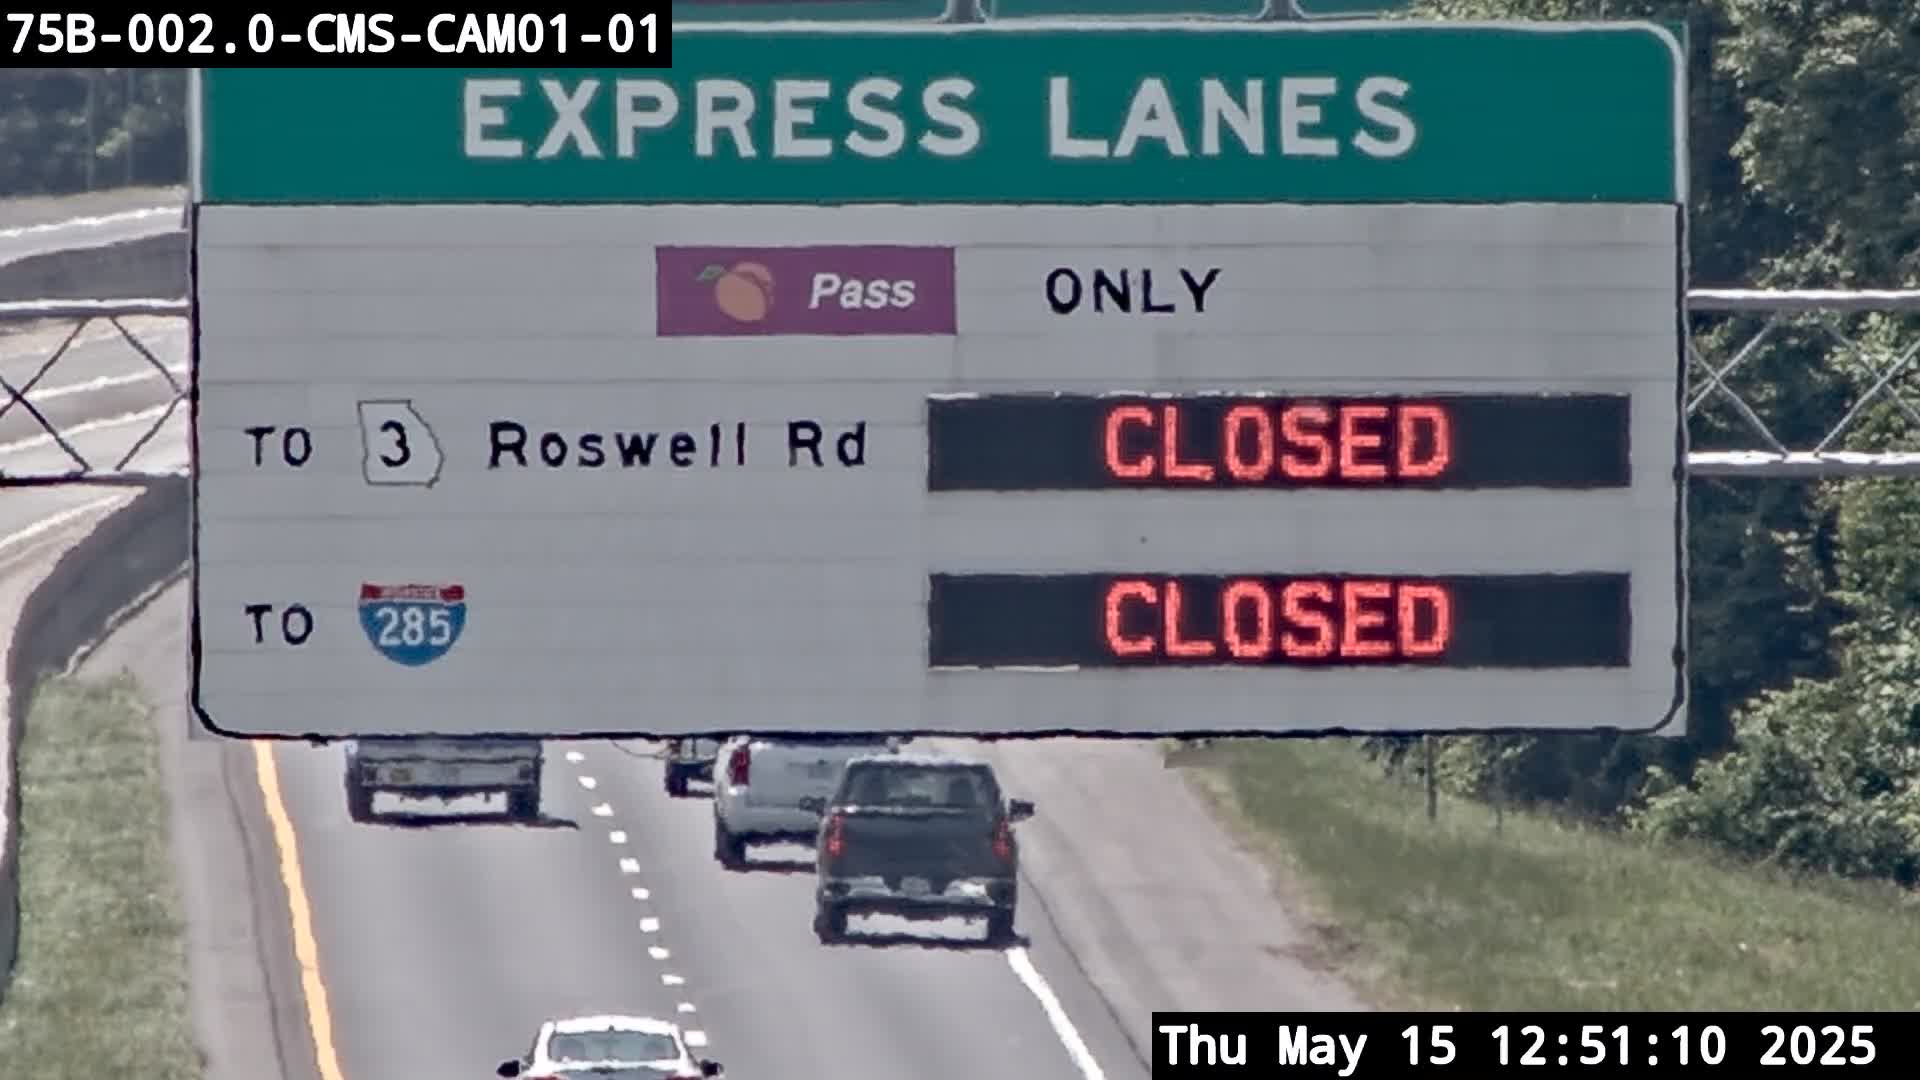 75B-002.0-CMS-CAM01-01
EXPRESS LANES
Pass ONLY
TO 3 Roswell Rd CLOSED
TO 285 CLOSED
Thu May 15 12:51:10 2025